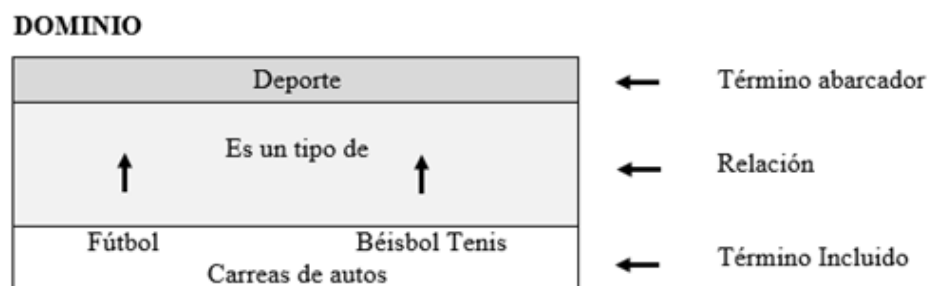 DOMINIO
Deporte
Término abarcador
Es un tipo de
Relación
Fútbol Béisbol Tenis
Término Incluido
Carreas de autos